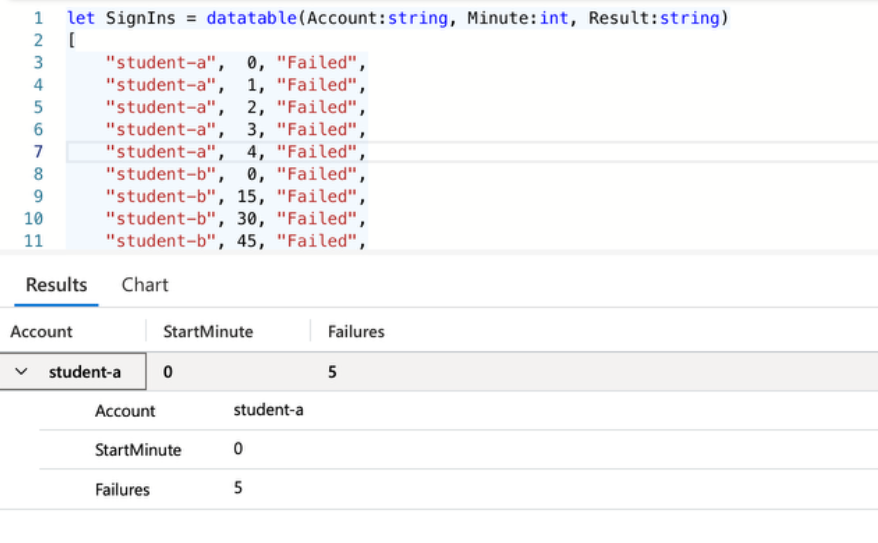 1 let SignIns = datatable(Account:string, Minute:int, Result:string)
2 [
3 "student-a", 0, "Failed",
4 "student-a", 1, "Failed",
5 "student-a", 2, "Failed",
6 "student-a", 3, "Failed",
7 "student-a", 4, "Failed",
8 "student-b", 0, "Failed",
9 "student-b", 15, "Failed",
10 "student-b", 30, "Failed",
11 "student-b", 45, "Failed",
Results Chart
Account StartMinute Failures
student-a 0 5
Account student-a
StartMinute 0
Failures 5